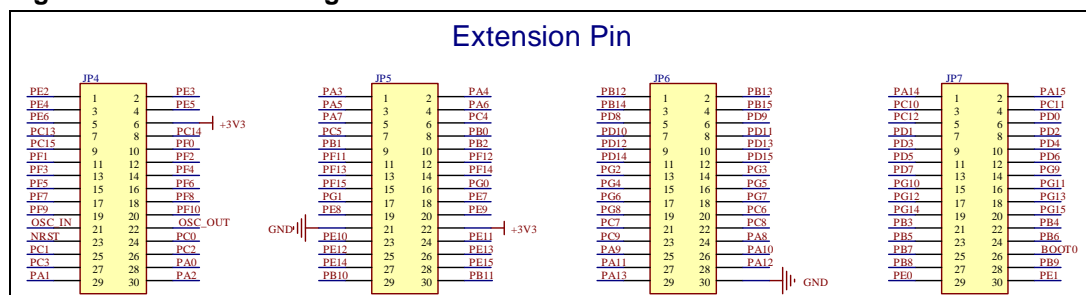 Extension Pin
JP4
PE2 1 2 PE3
PE4 3 4 PE5
PE6 5 6 +3V3
PC13 7 8 PC14
PC15 9 10 PF0
PF1 11 12 PF2
PF3 13 14 PF4
PF5 15 16 PF6
PF7 17 18 PF8
PF9 19 20 PF10
OSC_IN 21 22 OSC_OUT
NRST 23 24 PC0
PC1 25 26 PC2
PC3 27 28 PA0
PA1 29 30 PA2
JP5
PA3 1 2 PA4
PA5 3 4 PA6
PA7 5 6 PC4
PC5 7 8 PB0
PB1 9 10 PB2
PF11 11 12 PF12
PF13 13 14 PF14
PF15 15 16 PG0
PG1 17 18 PE7
PE8 19 20 PE9
GND 21 22 +3V3
PE10 23 24 PE11
PE12 25 26 PE13
PE14 27 28 PE15
PB10 29 30 PB11
JP6
PB12 1 2 PB13
PB14 3 4 PB15
PD8 5 6 PD9
PD10 7 8 PD11
PD12 9 10 PD13
PD14 11 12 PD15
PG2 13 14 PG3
PG4 15 16 PG5
PG6 17 18 PG7
PG8 19 20 PC6
PC7 21 22 PC8
PC9 23 24 PA8
PA9 25 26 PA10
PA11 27 28 PA12
PA13 29 30 GND
JP7
PA14 1 2 PA15
PC10 3 4 PC11
PC12 5 6 PD0
PD1 7 8 PD2
PD3 9 10 PD4
PD5 11 12 PD6
PD7 13 14 PG9
PG10 15 16 PG11
PG12 17 18 PG13
PG14 19 20 PG15
PB3 21 22 PB4
PB5 23 24 PB6
PB7 25 26 BOOT0
PB8 27 28 PB9
PE0 29 30 PE1